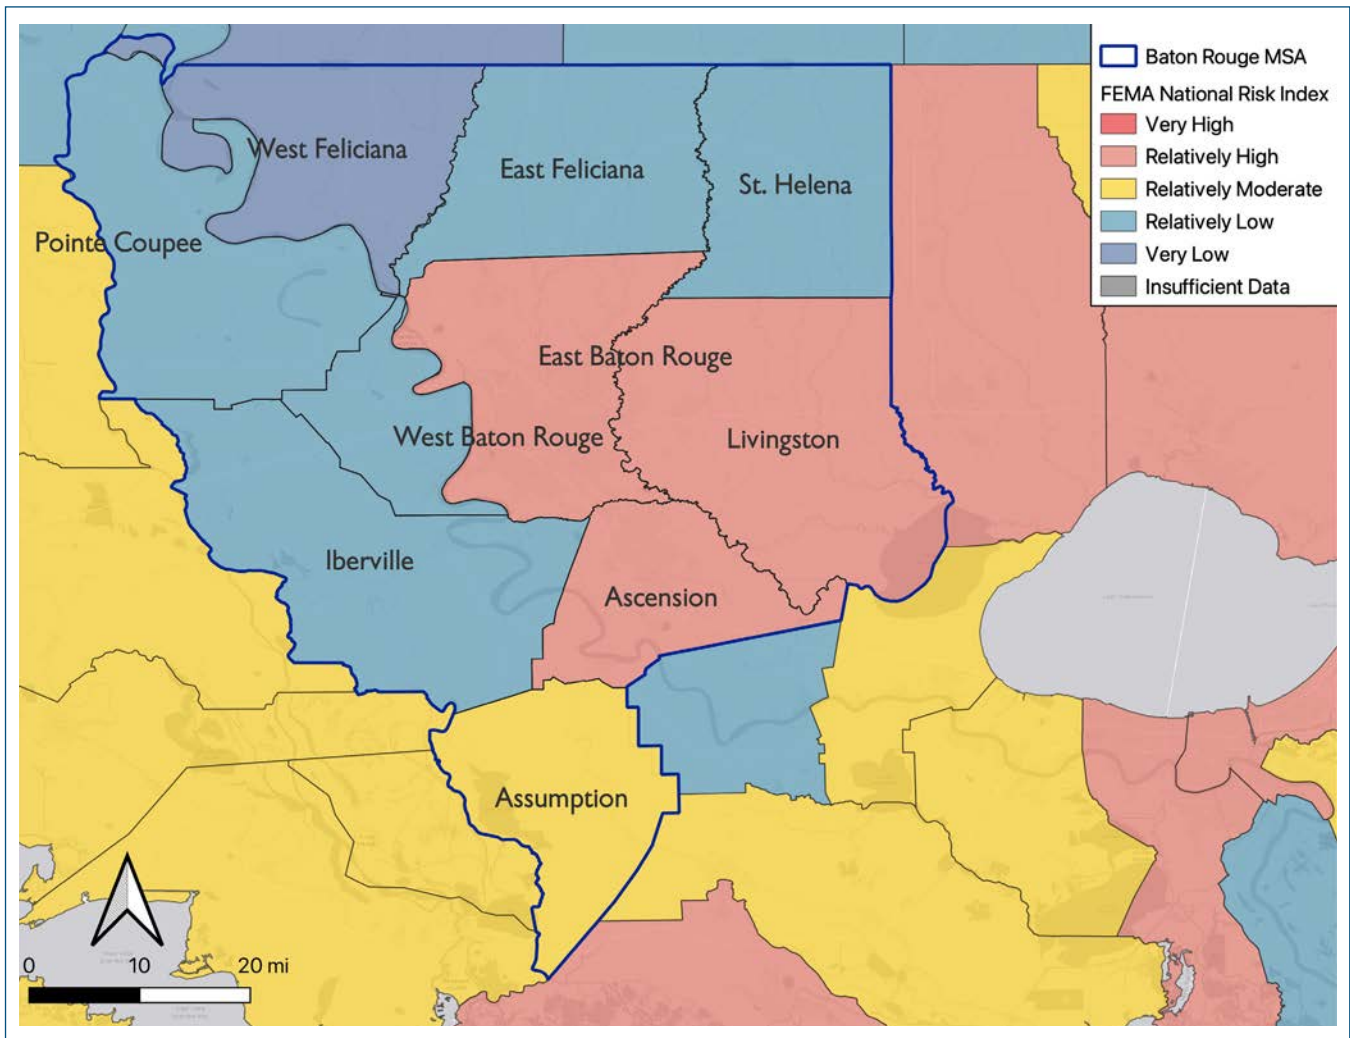 Baton Rouge MSA
FEMA National Risk Index
Very High
Relatively High
Relatively Moderate
Relatively Low
Very Low
Insufficient Data
West Feliciana
East Feliciana
St. Helena
Pointe Coupee
East Baton Rouge
West Baton Rouge
Livingston
Iberville
Ascension
Assumption
0 10 20 mi